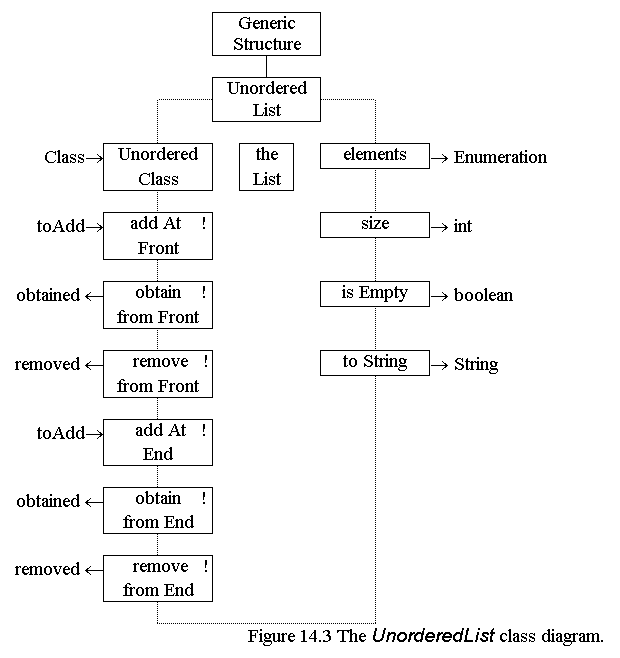 Generic
Structure
Unordered
List
Class→ Unordered
Class
the
List
elements → Enumeration
toAdd→ add At !
Front
size → int
obtained ← obtain !
from Front
is Empty → boolean
removed ← remove !
from Front
to String → String
toAdd→ add At !
End
obtained ← obtain !
from End
removed ← remove !
from End
Figure 14.3 The UnorderedList class diagram.